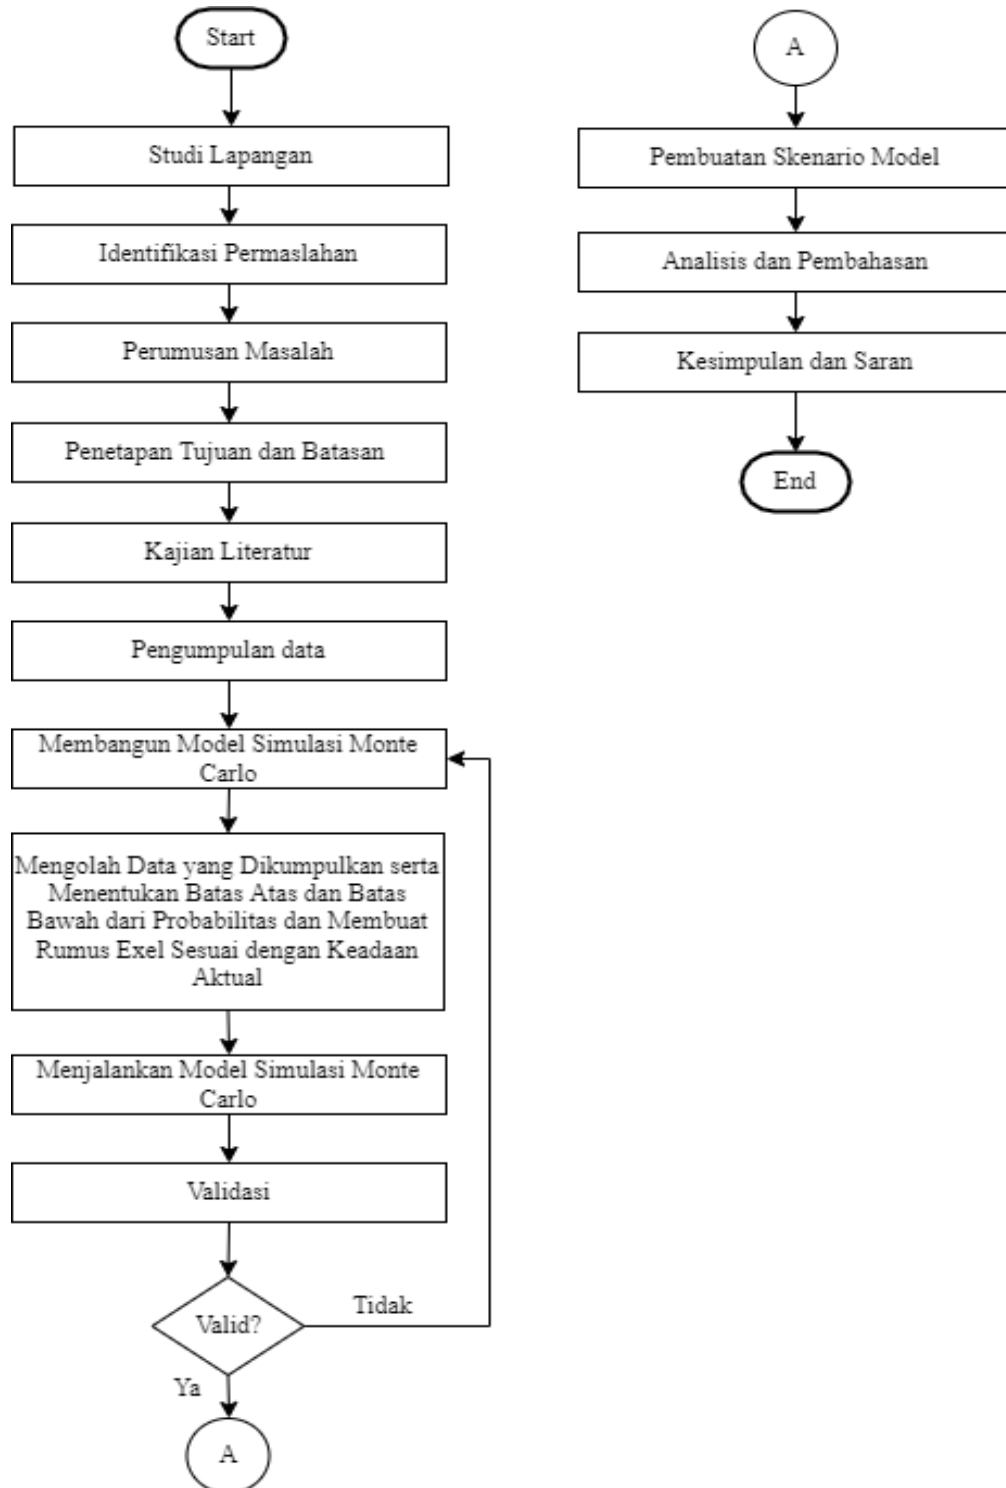 Start
Studi Lapangan
Identifikasi Permaslahan
Perumusan Masalah
Penetapan Tujuan dan Batasan
Kajian Literatur
Pengumpulan data
Membangun Model Simulasi Monte
Carlo
Mengolah Data yang Dikumpulkan serta
Menentukan Batas Atas dan Batas
Bawah dari Probabilitas dan Membuat
Rumus Exel Sesuai dengan Keadaan
Aktual
Menjalankan Model Simulasi Monte
Carlo
Validasi
Valid?
Tidak
Ya
A
A
Pembuatan Skenario Model
Analisis dan Pembahasan
Kesimpulan dan Saran
End